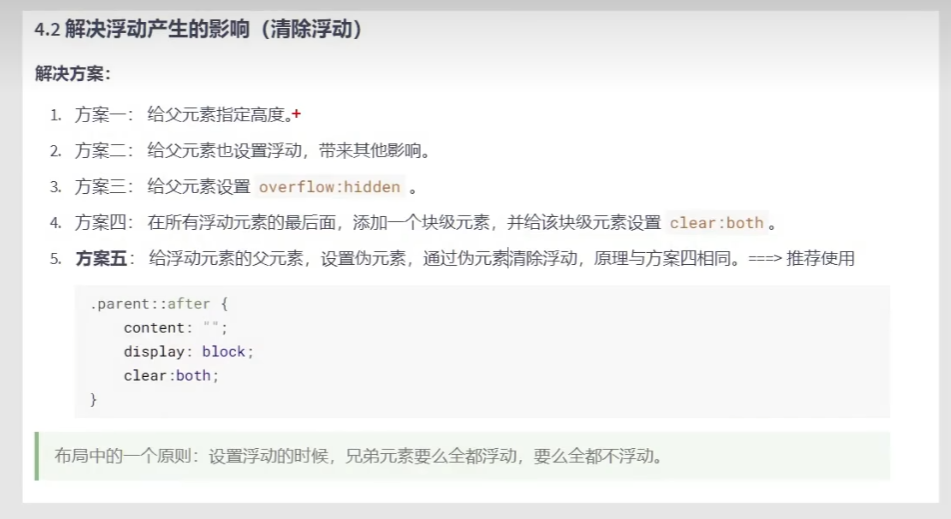 4.2 解决浮动产生的影响（清除浮动）
解决方案：
1. 方案一： 给父元素指定高度。+
2. 方案二： 给父元素也设置浮动，带来其他影响。
3. 方案三： 给父元素设置 overflow:hidden 。
4. 方案四： 在所有浮动元素的最后面，添加一个块级元素，并给该块级元素设置 clear:both 。
5. 方案五： 给浮动元素的父元素，设置伪元素，通过伪元素清除浮动，原理与方案四相同。===> 推荐使用
.parent::after {
    content: "";
    display: block;
    clear:both;
}
布局中的一个原则：设置浮动的时候，兄弟元素要么全都浮动，要么全都不浮动。